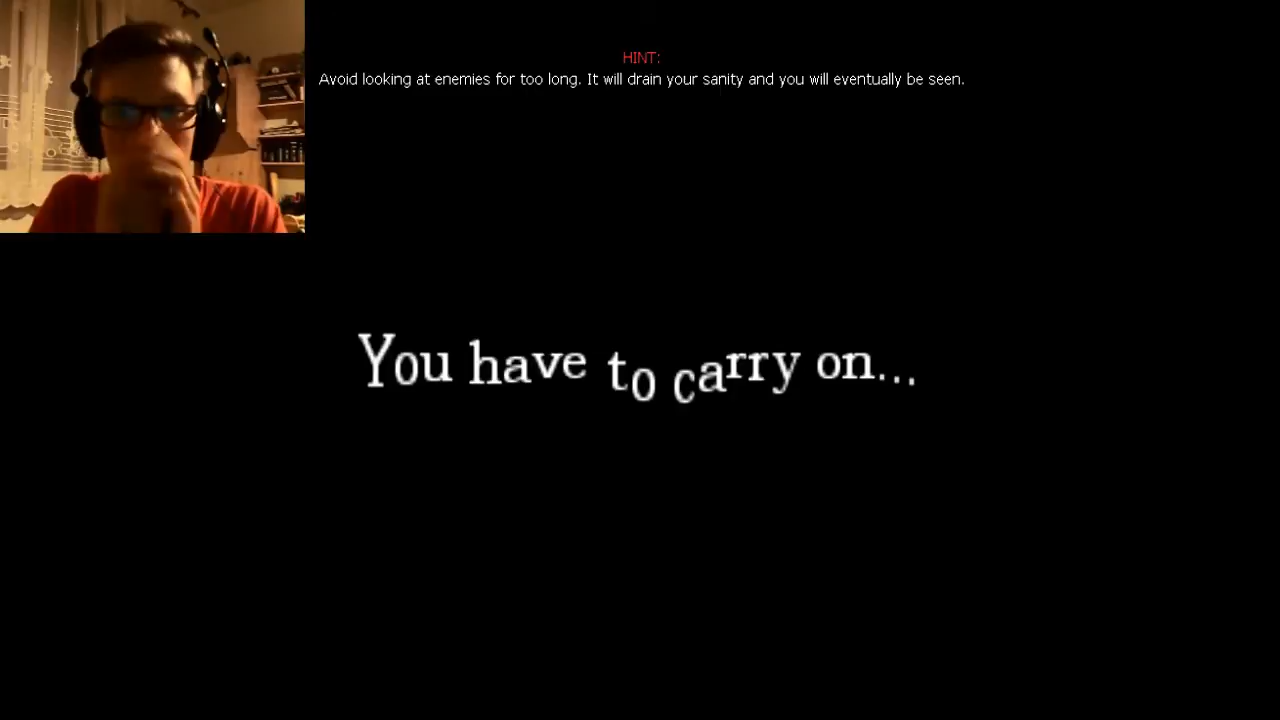 HINT:
Avoid looking at enemies for too long. It will drain your sanity and you will eventually be seen.
You have to carry on...